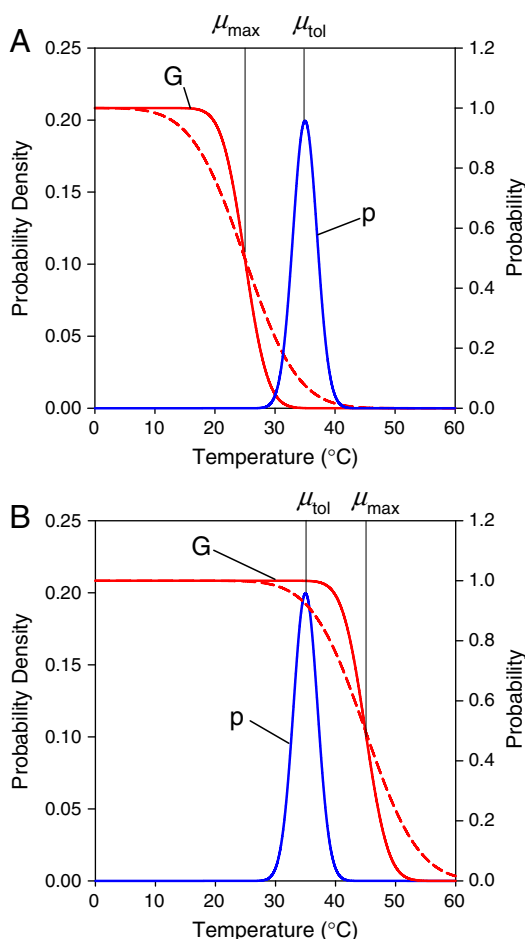 A
μmax μtol
0.25
0.20
0.15
0.10
0.05
0.00
Probability Density
G
p
1.2
1.0
0.8
0.6
0.4
0.2
0.0
Probability
0 10 20 30 40 50 60
Temperature (°C)
B
μtol μmax
0.25
0.20
0.15
0.10
0.05
0.00
Probability Density
G
p
1.2
1.0
0.8
0.6
0.4
0.2
0.0
Probability
0 10 20 30 40 50 60
Temperature (°C)